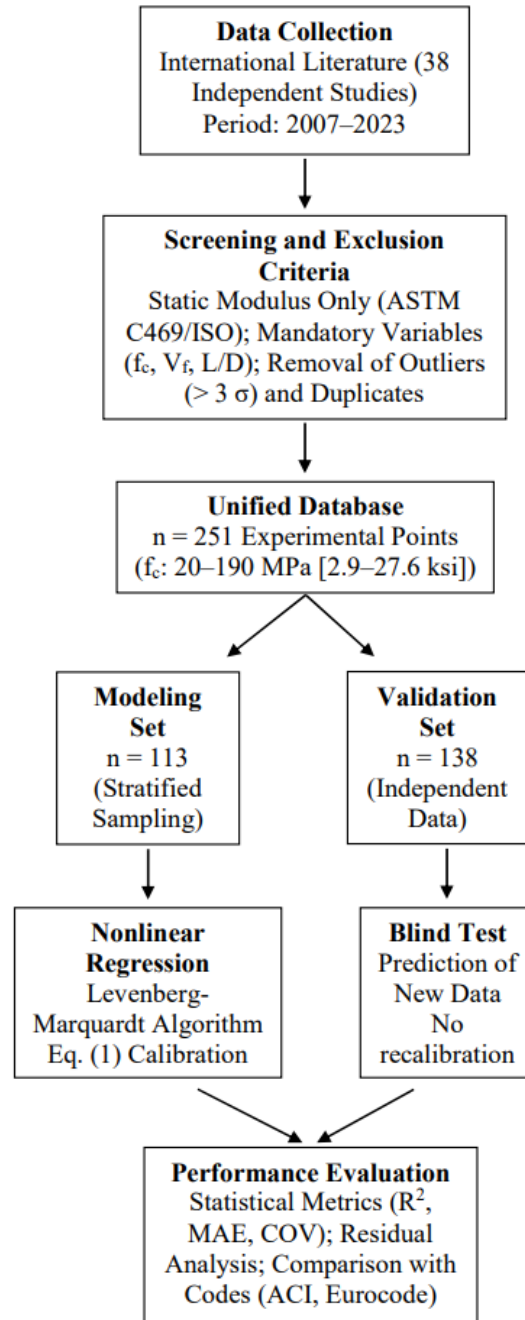 Data Collection
International Literature (38
Independent Studies)
Period: 2007–2023
Screening and Exclusion
Criteria
Static Modulus Only (ASTM
C469/ISO); Mandatory Variables
(f꜀, V_f, L/D); Removal of Outliers
(> 3 σ) and Duplicates
Unified Database
n = 251 Experimental Points
(f꜀: 20–190 MPa [2.9–27.6 ksi])
Modeling
Set
n = 113
(Stratified
Sampling)
Validation
Set
n = 138
(Independent
Data)
Nonlinear
Regression
Levenberg-
Marquardt Algorithm
Eq. (1) Calibration
Blind Test
Prediction of
New Data
No
recalibration
Performance Evaluation
Statistical Metrics (R²,
MAE, COV); Residual
Analysis; Comparison with
Codes (ACI, Eurocode)